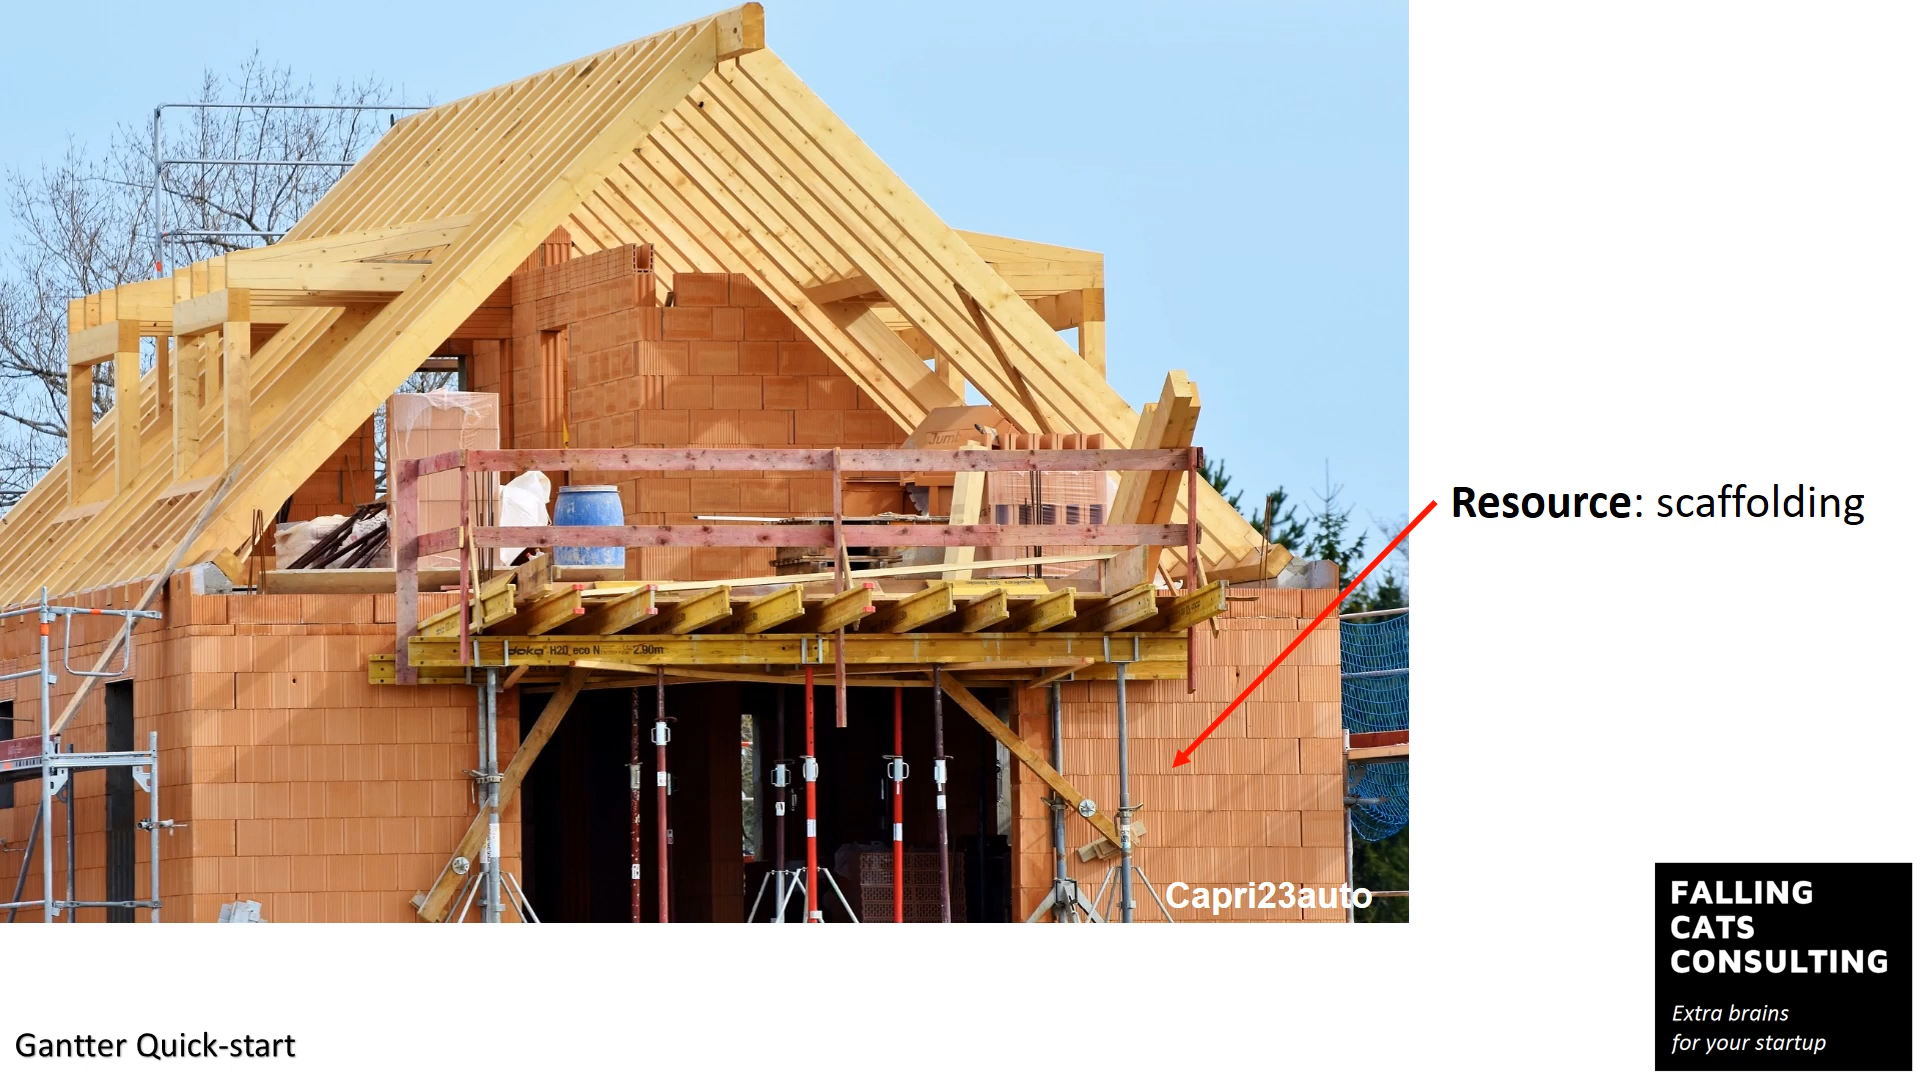 Jumb
Resource: scaffolding
doka H20 eco N 2.90m
Capri23auto
FALLING
CATS
CONSULTING
Extra brains
for your startup
Gantter Quick-start